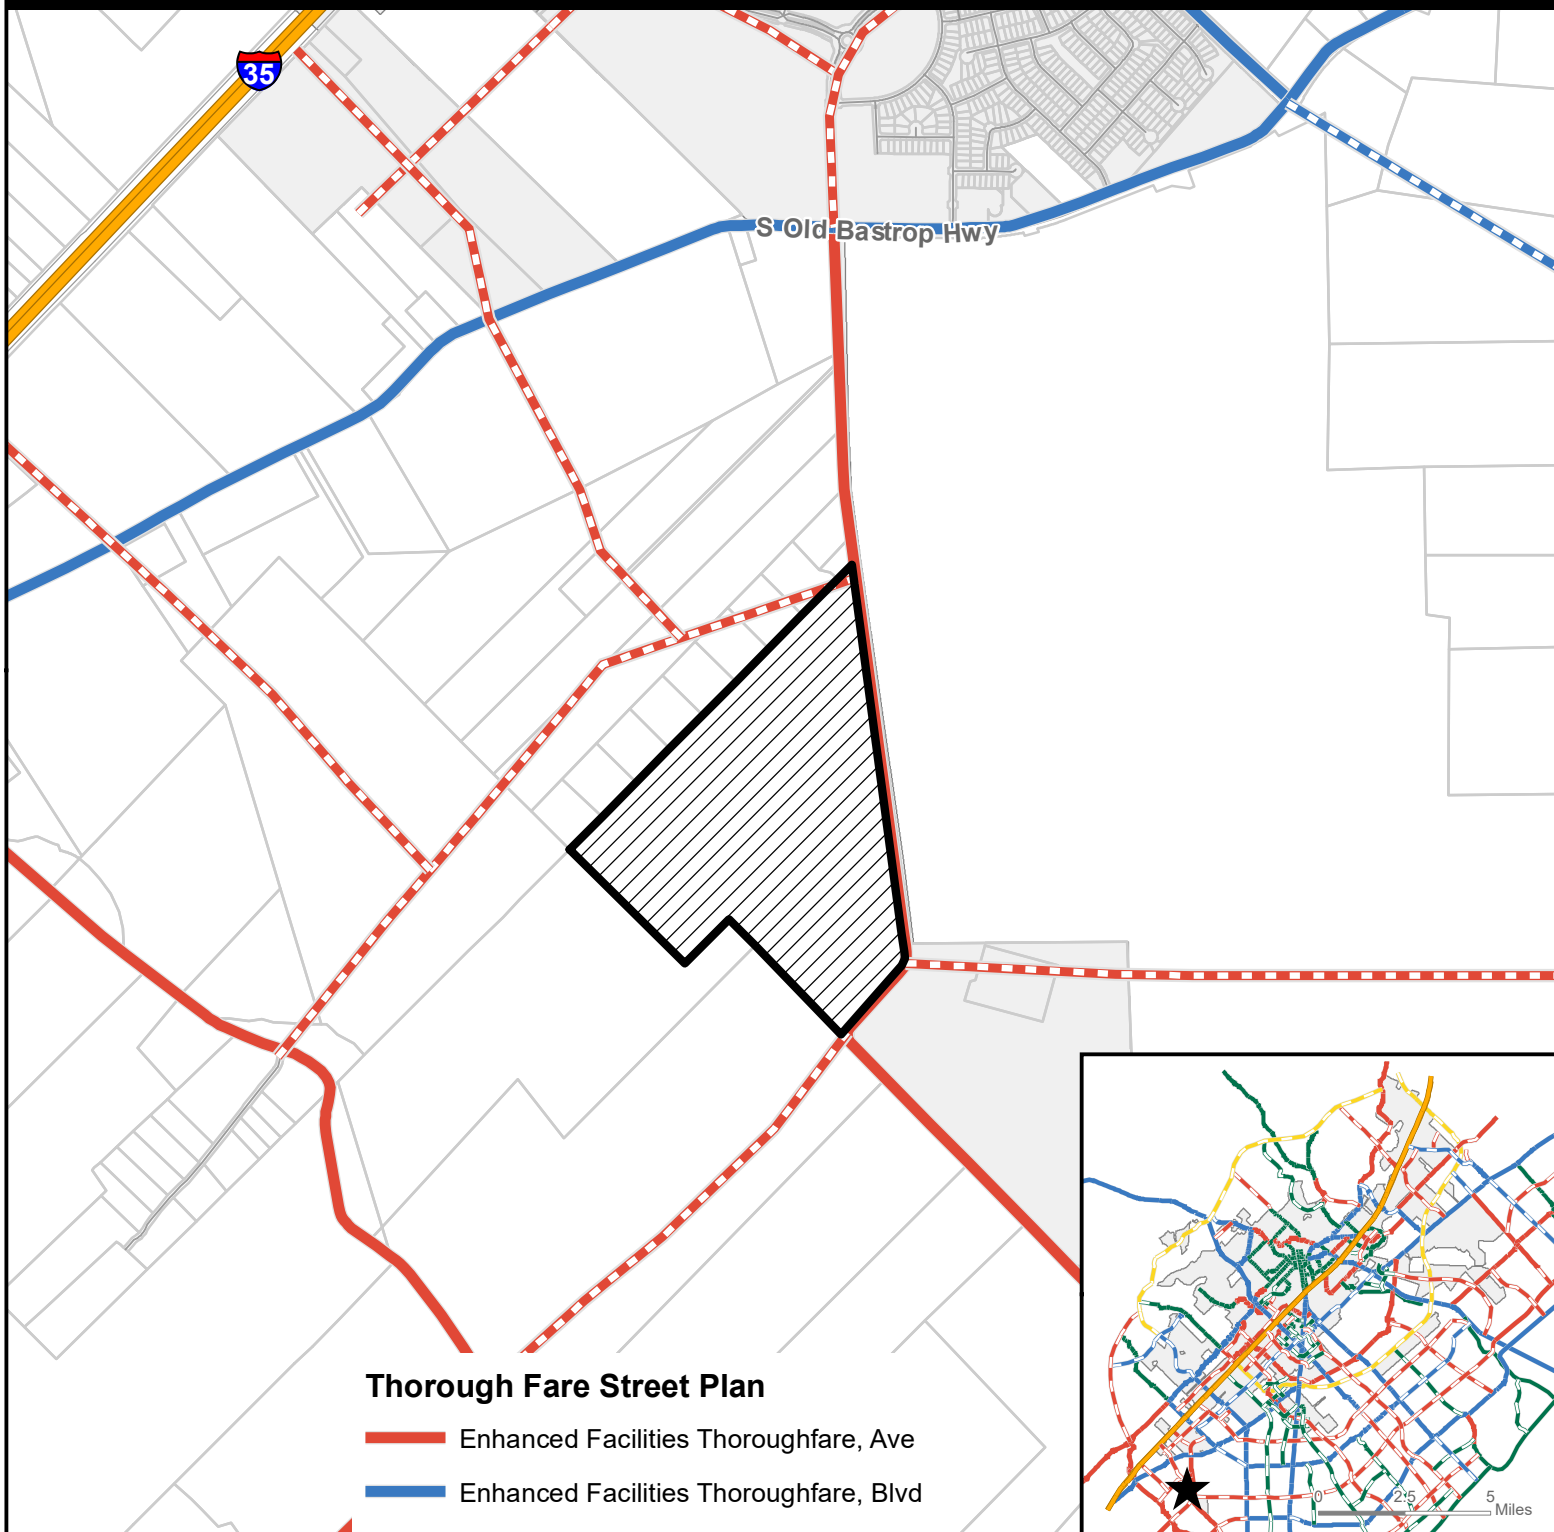 35
S Old Bastrop Hwy
Thorough Fare Street Plan
Enhanced Facilities Thoroughfare, Ave
Enhanced Facilities Thoroughfare, Blvd
0 2.5 5
Miles